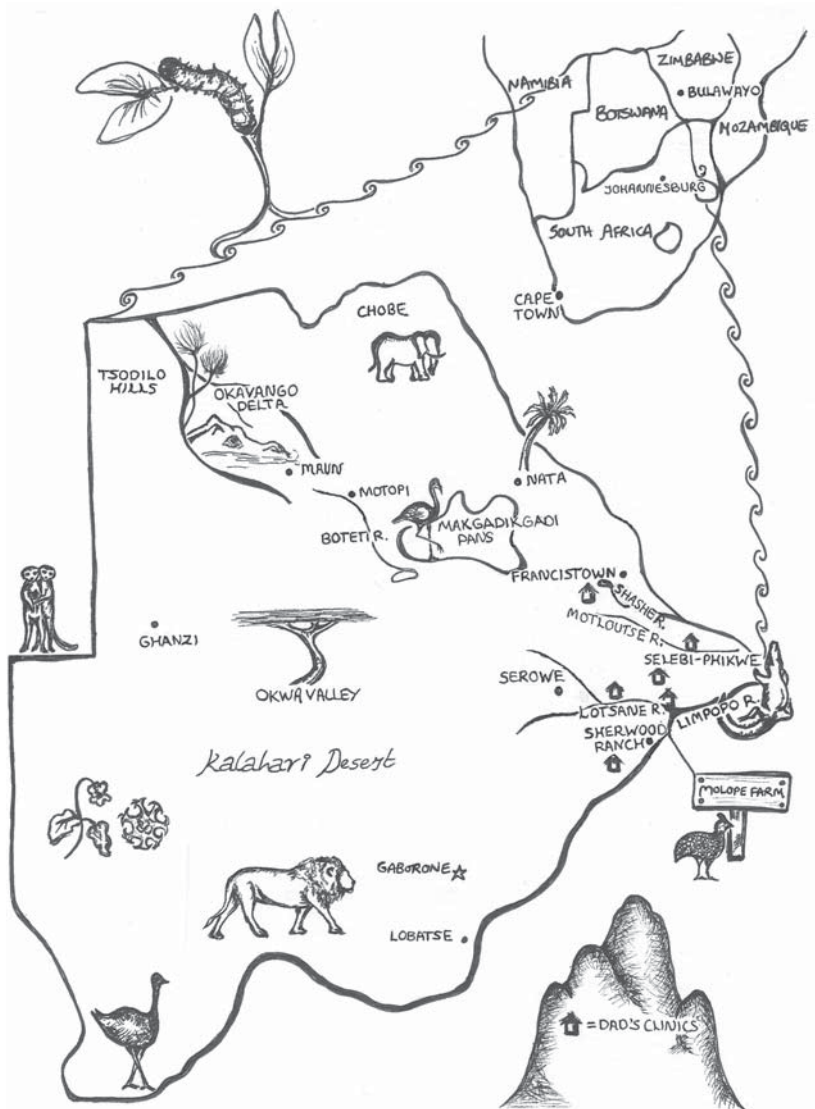 NAMIBIA
ZIMBABWE
BULAWAYO
BOTSWANA
MOZAMBIQUE
JOHANNESBURG
SOUTH AFRICA
CAPE
TOWN
CHOBE
TSODILO
HILLS
OKAVANGO
DELTA
MAUN
MOTOPI
NATA
BOTETI R.
MAKGADIKGADI
PANS
FRANCISTOWN
SHASHE R.
MOTLOUTSE R.
GHANZI
SELEBI-PHIKWE
SEROWE
OKWA VALLEY
LOTSANE R.
LIMPOPO R.
SHERWOOD
RANCH
Kalahari Desert
MOLOPE FARM
GABORONE
LOBATSE
= DAD'S CLINICS